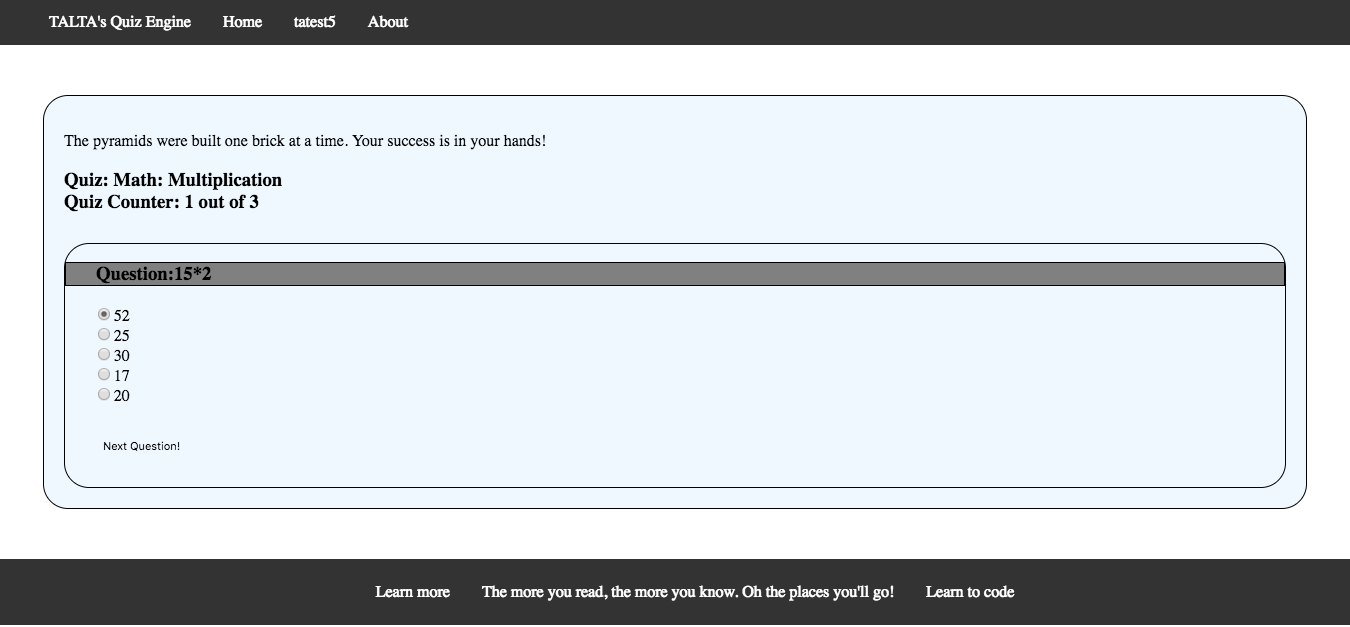 TALTA's Quiz Engine Home tatest5 About
The pyramids were built one brick at a time. Your success is in your hands!
Quiz: Math: Multiplication
Quiz Counter: 1 out of 3
Question:15*2
52
25
30
17
20
Next Question!
Learn more The more you read, the more you know. Oh the places you'll go! Learn to code